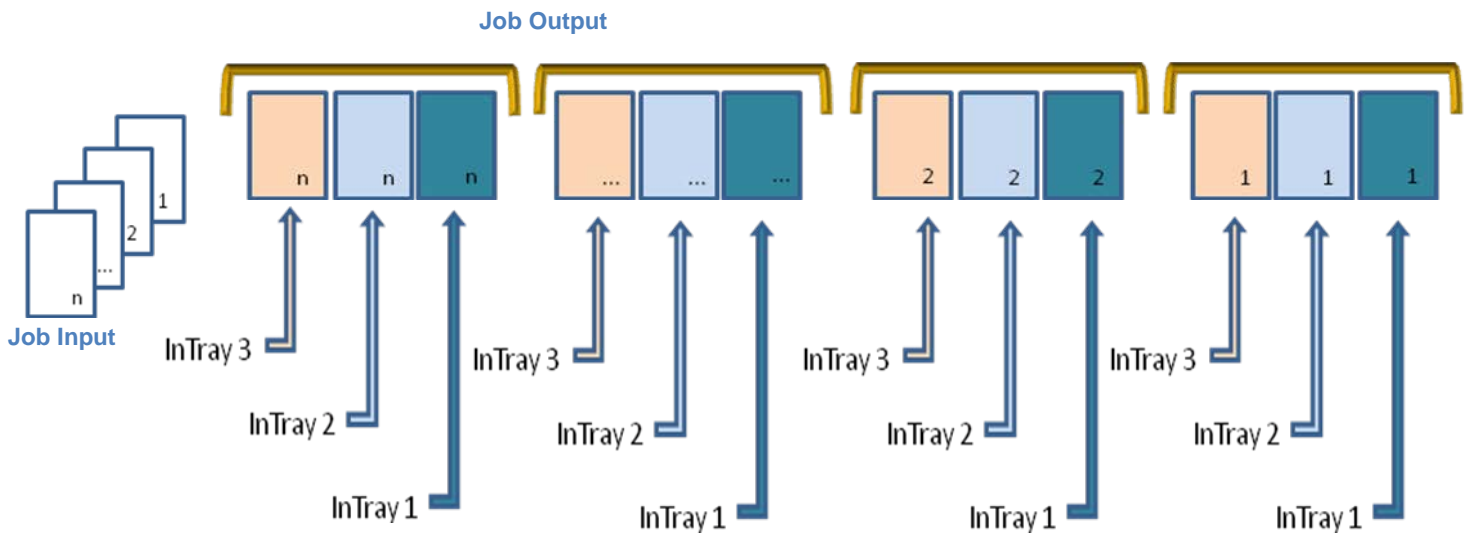 Job Output
n n n ... ... ... 2 2 2 1 1 1
1
2
...
n
Job Input
InTray 3 InTray 3 InTray 3 InTray 3
InTray 2 InTray 2 InTray 2 InTray 2
InTray 1 InTray 1 InTray 1 InTray 1